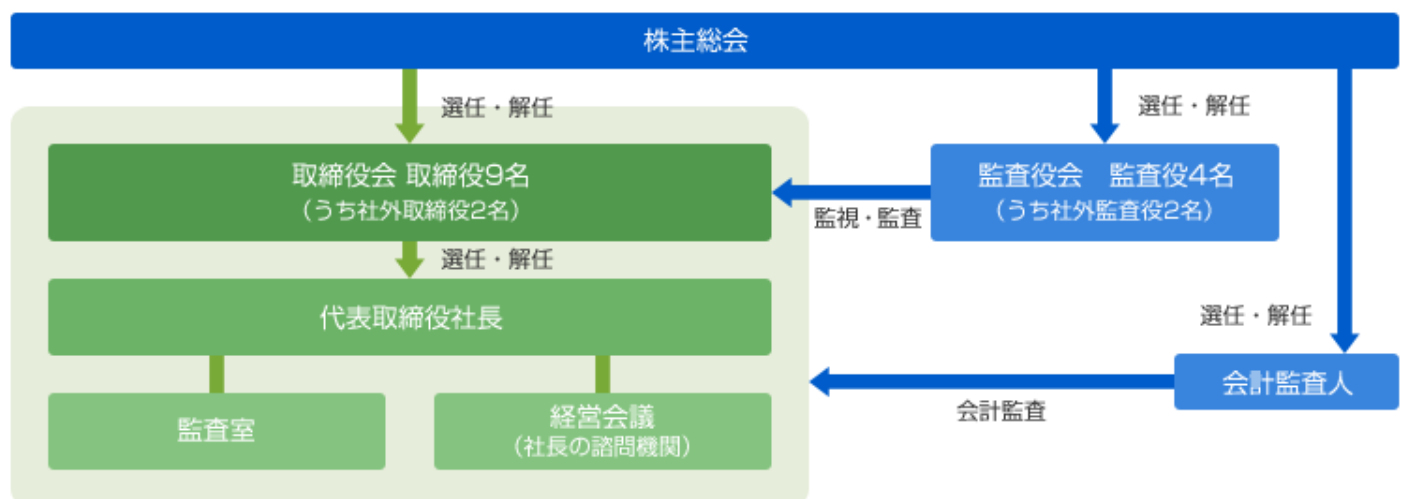 株主総会
選任・解任
選任・解任
取締役会 取締役9名
(うち社外取締役2名)
監査役会　監査役4名
(うち社外監査役2名)
監視・監査
選任・解任
代表取締役社長
選任・解任
会計監査人
会計監査
監査室
経営会議
(社長の諮問機関)